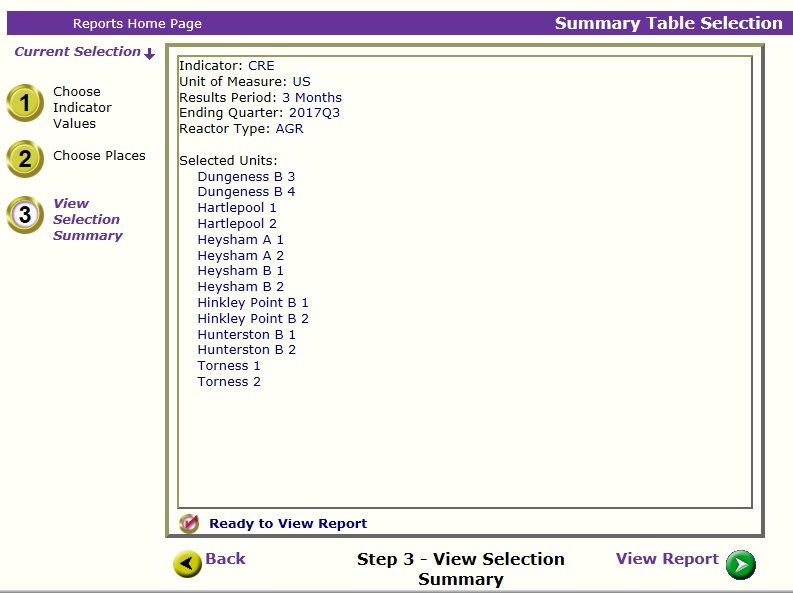 Reports Home Page
Summary Table Selection
Current Selection
1
Choose
Indicator
Values
2
Choose Places
3
View
Selection
Summary
Indicator: CRE
Unit of Measure: US
Results Period: 3 Months
Ending Quarter: 2017Q3
Reactor Type: AGR
Selected Units:
Dungeness B 3
Dungeness B 4
Hartlepool 1
Hartlepool 2
Heysham A 1
Heysham A 2
Heysham B 1
Heysham B 2
Hinkley Point B 1
Hinkley Point B 2
Hunterston B 1
Hunterston B 2
Torness 1
Torness 2
Ready to View Report
Back
Step 3 - View Selection
Summary
View Report